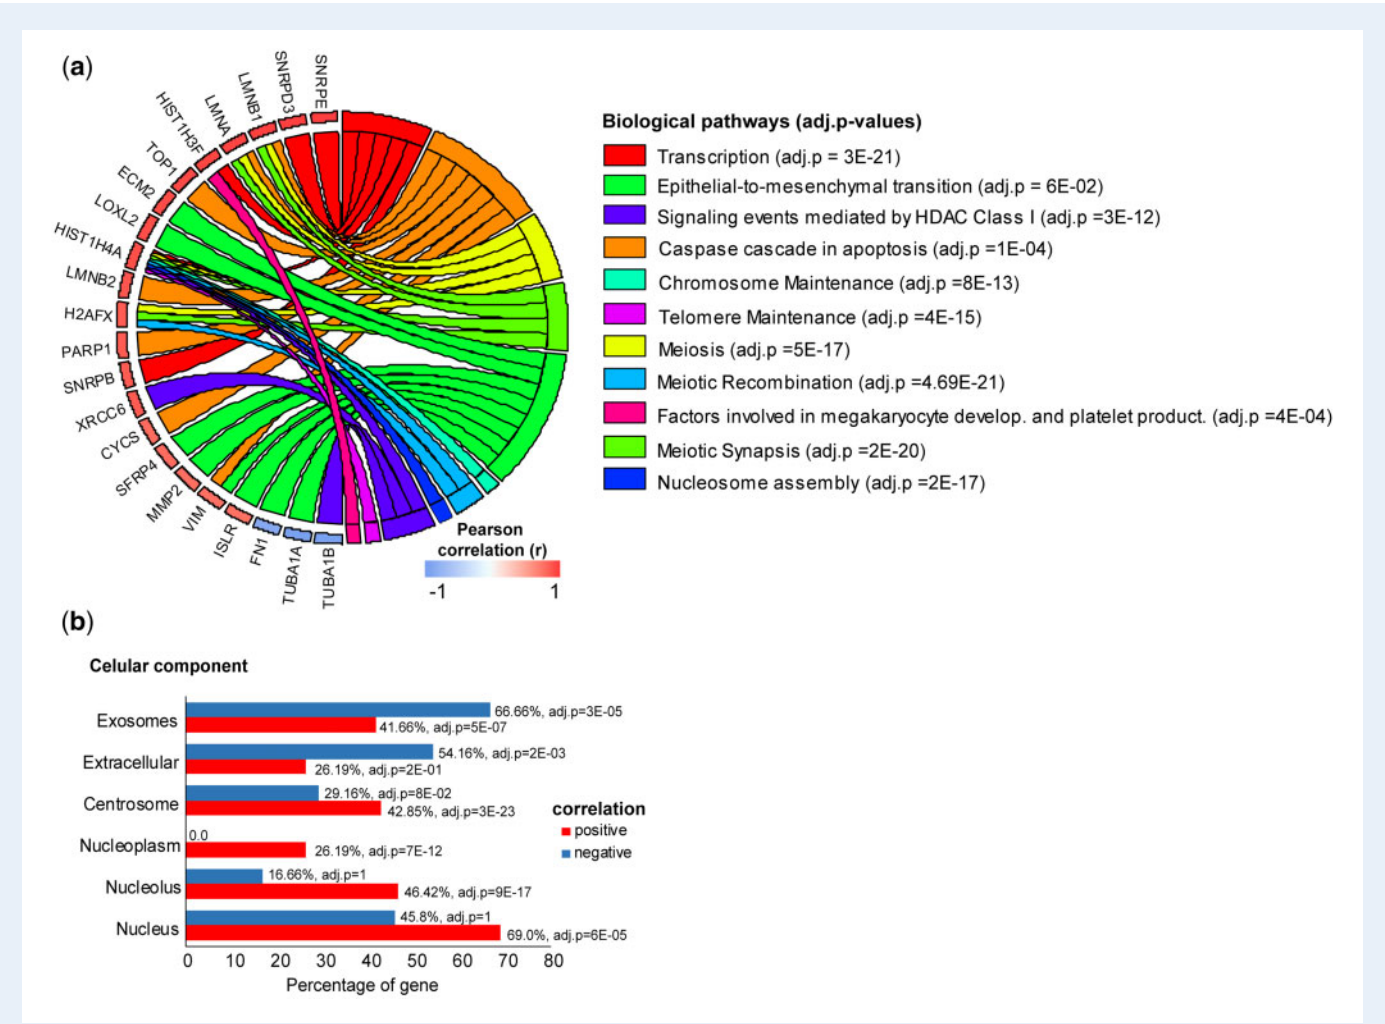 (a)
SNRPE
SNRPD3
LMNB1
LMNA
HIST1H3F
TOP1
ECM2
LOXL2
HIST1H4A
LMNB2
H2AFX
PARP1
SNRPB
XRCC6
CYCS
SFRP4
MMP2
VIM
ISLR
FN1
TUBA1A
TUBA1B
Biological pathways (adj.p-values)
Transcription (adj.p = 3E-21)
Epithelial-to-mesenchymal transition (adj.p = 6E-02)
Signaling events mediated by HDAC Class I (adj.p =3E-12)
Caspase cascade in apoptosis (adj.p =1E-04)
Chromosome Maintenance (adj.p =8E-13)
Telomere Maintenance (adj.p =4E-15)
Meiosis (adj.p =5E-17)
Meiotic Recombination (adj.p =4.69E-21)
Factors involved in megakaryocyte develop. and platelet product. (adj.p =4E-04)
Meiotic Synapsis (adj.p =2E-20)
Nucleosome assembly (adj.p =2E-17)
Pearson
correlation (r)
-1 1
(b)
Celular component
Exosomes
66.66%, adj.p=3E-05
41.66%, adj.p=5E-07
Extracellular
54.16%, adj.p=2E-03
26.19%, adj.p=2E-01
Centrosome
29.16%, adj.p=8E-02
42.85%, adj.p=3E-23
Nucleoplasm
0.0
26.19%, adj.p=7E-12
Nucleolus
16.66%, adj.p=1
46.42%, adj.p=9E-17
Nucleus
45.8%, adj.p=1
69.0%, adj.p=6E-05
correlation
positive
negative
0 10 20 30 40 50 60 70 80
Percentage of gene